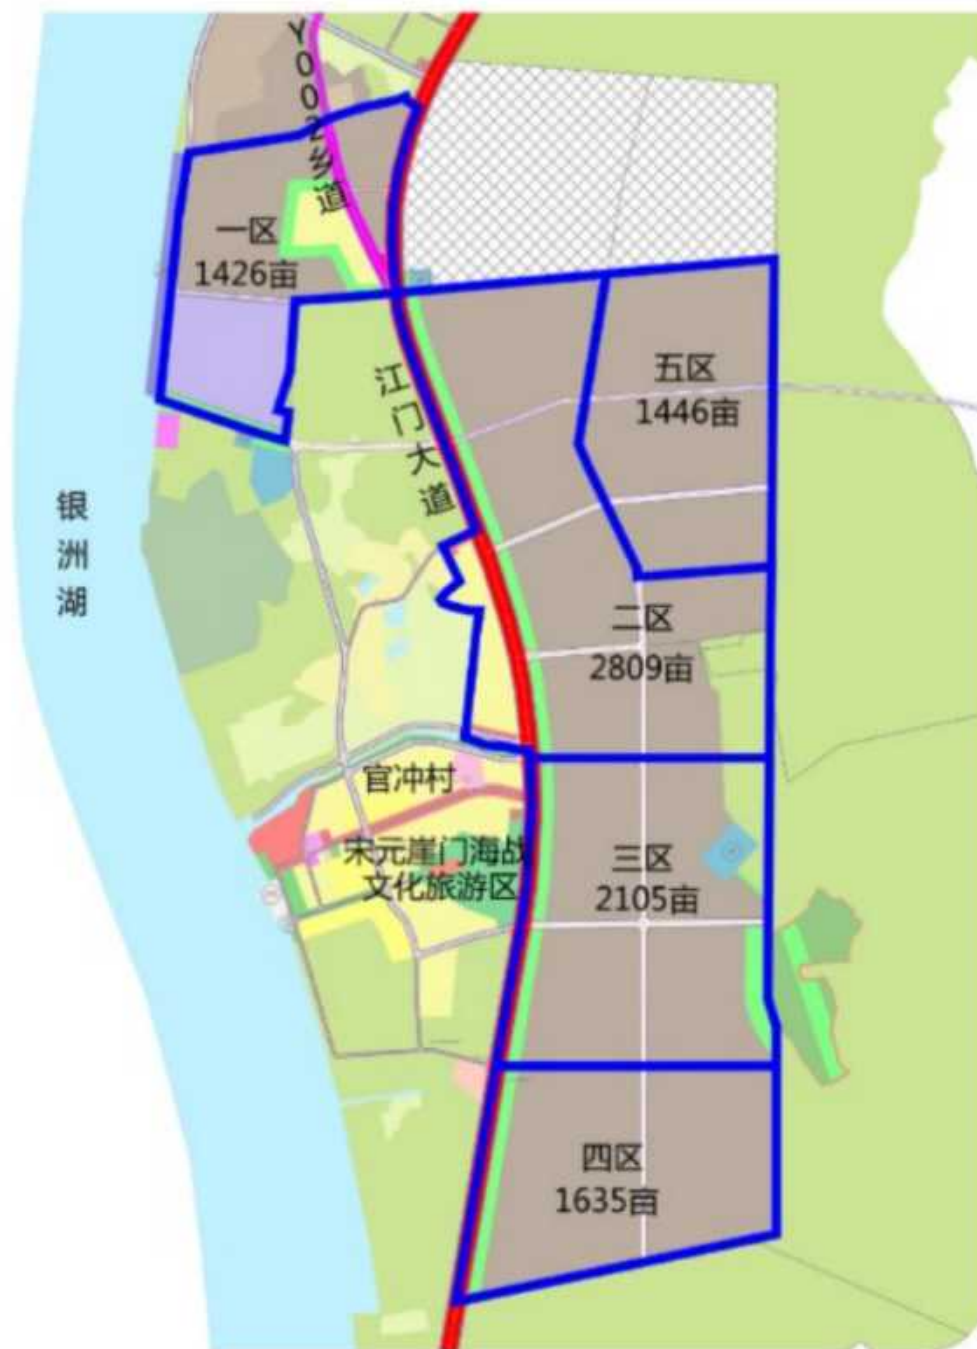 Y002乡道
一区
1426亩
五区
1446亩
江门大道
银洲湖
二区
2809亩
官冲村
宋元崖门海战
文化旅游区
三区
2105亩
四区
1635亩